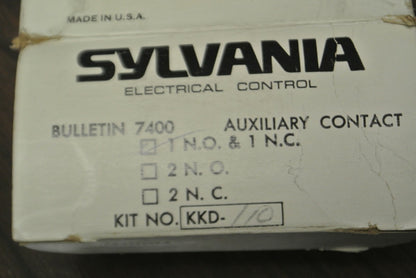 MADE IN U.S.A.
SYLVANIA
ELECTRICAL CONTROL
BULLETIN 7400 AUXILIARY CONTACT
1 N.O. & 1 N.C.
2 N.O.
2 N.C.
KIT NO. KKD-110